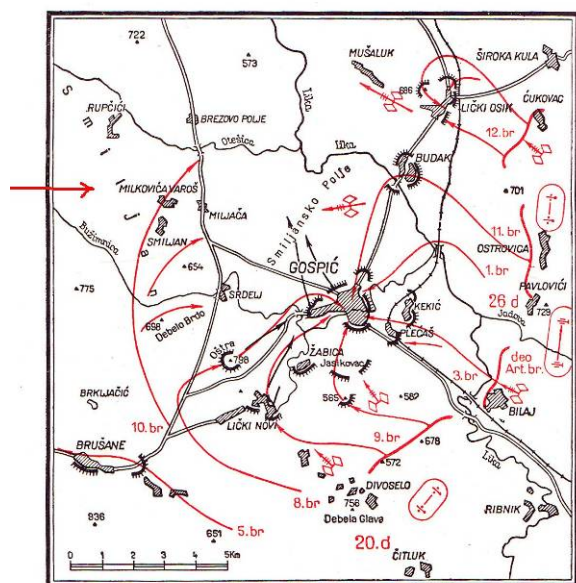 722
573
MUŠALUK
ŠIROKA KULA
Lika
686
ČUKOVAC
RUPČIĆI
BREZOVO POLJE
LIČKI OSIK
Smiljan
Otešica
12.br
Lika
BUDAK
MILKOVIĆA VAROŠ
Smiljansko Polje
701
MILJAČA
11.br
SMILJAN
OSTROVICA
Bužimnica
GOSPIĆ
1.br
654
775
26 d
PAVLOVIĆI
SRDELJ
KEKIĆ
729
698
Jadova
Debelo Brdo
PLEĆAŠ
Oštra
ŽABICA
deo
798
Jasikovac
3.br
Art.br.
BRKLJAČIĆ
565
582
BILAJ
10.br
LIČKI NOVI
9.br
678
BRUŠANE
572
Lika
8.br
DIVOSELO
756
RIBNIK
936
5.br
Debela Glava
651
20.d
0 1 2 3 4 5Km
ČITLUK